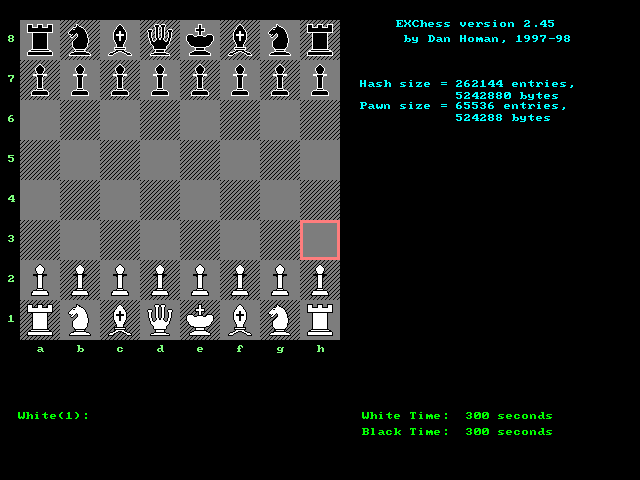 EXChess version 2.45
by Dan Homan, 1997-98
Hash size = 262144 entries,
5242880 bytes
Pawn size = 65536 entries,
524288 bytes
8
7
6
5
4
3
2
1
a b c d e f g h
White(1):
White Time: 300 seconds
Black Time: 300 seconds